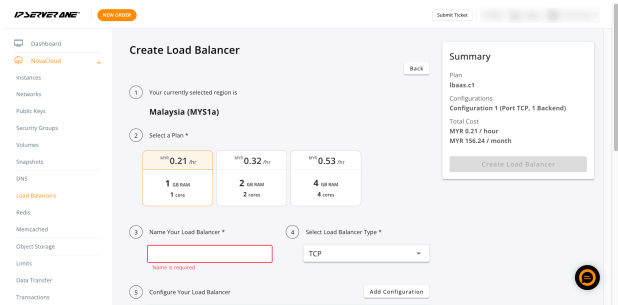 IP SERVER ONE
NEW ORDER
Submit Ticket
Dashboard
NovaCloud
Instances
Networks
Public Keys
Security Groups
Volumes
Snapshots
DNS
Load Balancers
Redis
Memcached
Object Storage
Limits
Data Transfer
Transactions
Create Load Balancer
Back
1 Your currently selected region is
Malaysia (MYS1a)
2 Select a Plan *
MYR 0.21 /hr
1 GB RAM
1 core
MYR 0.32 /hr
2 GB RAM
2 cores
MYR 0.53 /hr
4 GB RAM
4 cores
3 Name Your Load Balancer *
Name is required
4 Select Load Balancer Type *
TCP
5 Configure Your Load Balancer
Add Configuration
Summary
Plan
lbaas.c1
Configurations
Configuration 1 (Port TCP, 1 Backend)
Total Cost
MYR 0.21 / hour
MYR 156.24 / month
Create Load Balancer